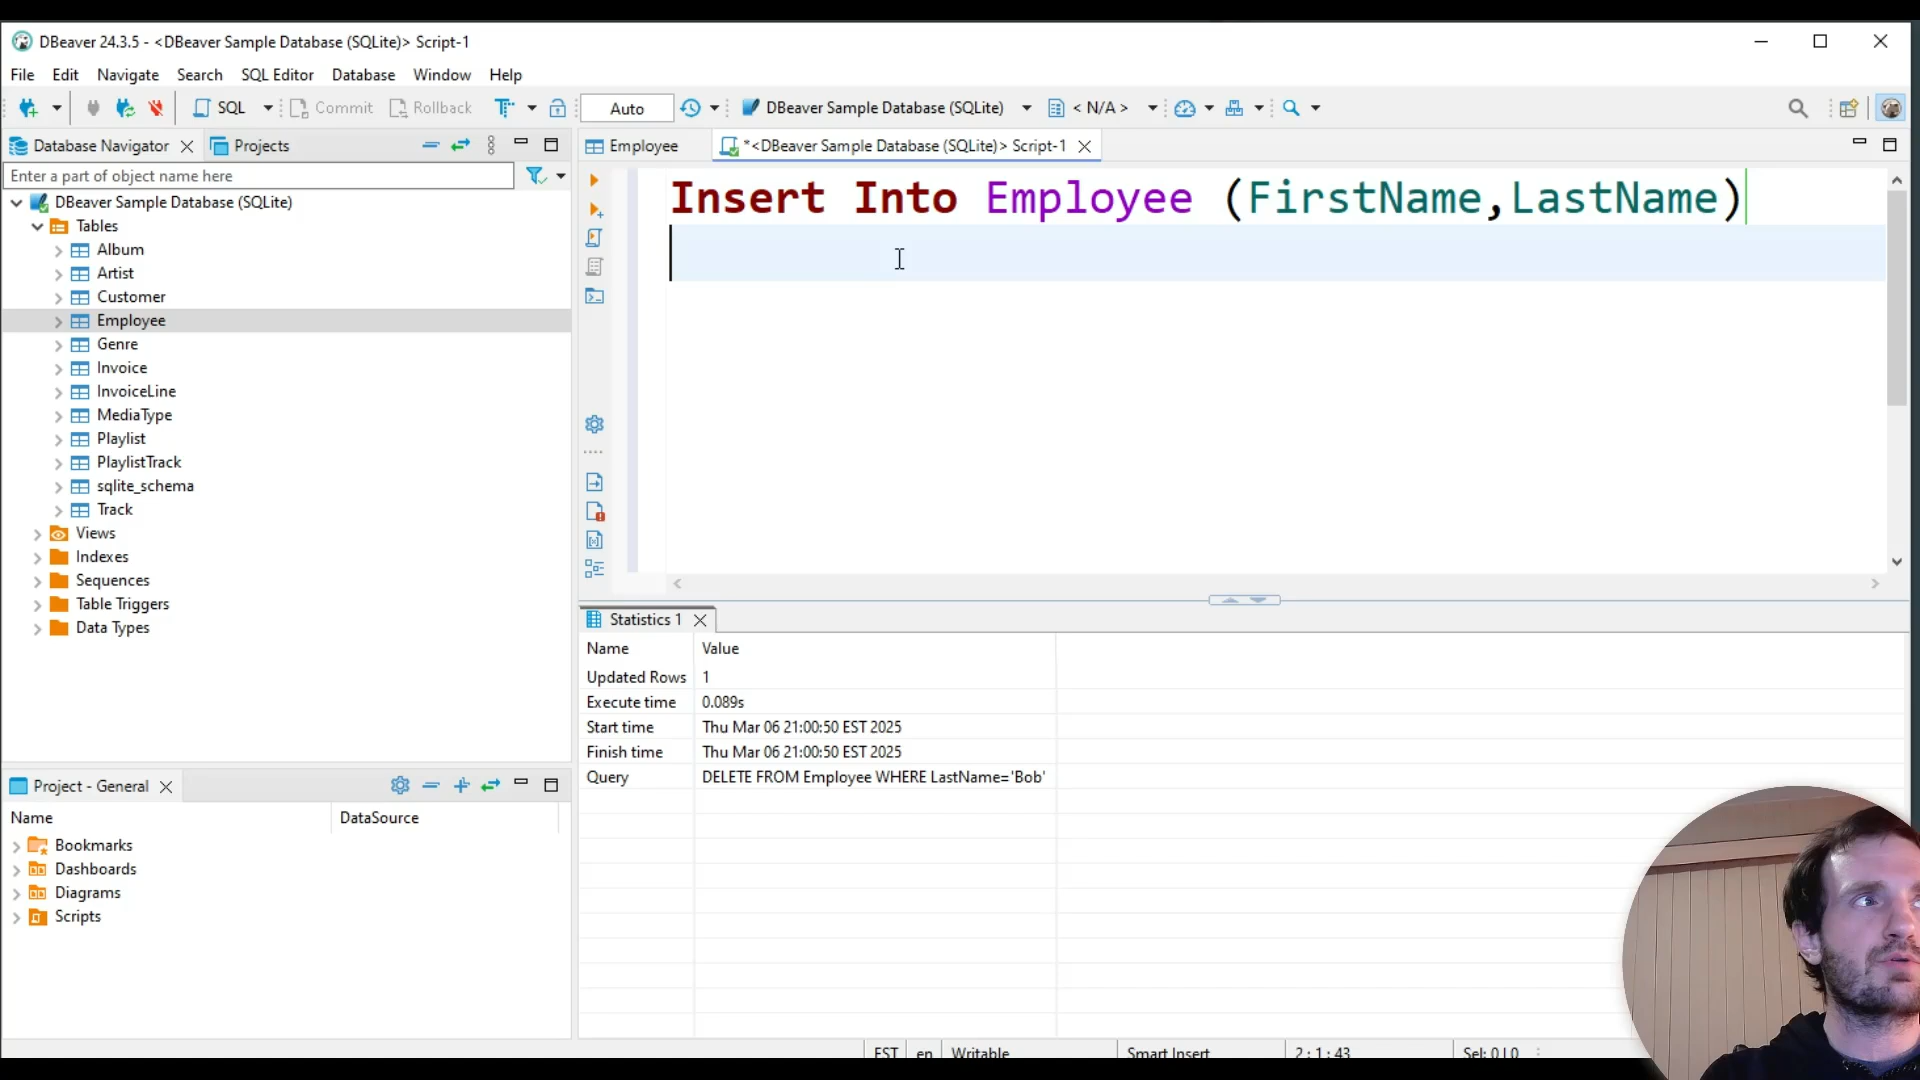 DBeaver 24.3.5 - <DBeaver Sample Database (SQLite)> Script-1
File Edit Navigate Search SQL Editor Database Window Help
SQL Commit Rollback Auto DBeaver Sample Database (SQLite) < N/A >
Database Navigator Projects
Enter a part of object name here
DBeaver Sample Database (SQLite)
Tables
Album
Artist
Customer
Employee
Genre
Invoice
InvoiceLine
MediaType
Playlist
PlaylistTrack
sqlite_schema
Track
Views
Indexes
Sequences
Table Triggers
Data Types
Project - General
Name DataSource
Bookmarks
Dashboards
Diagrams
Scripts
Employee *<DBeaver Sample Database (SQLite)> Script-1
Insert Into Employee (FirstName,LastName)
Statistics 1
Name Value
Updated Rows 1
Execute time 0.089s
Start time Thu Mar 06 21:00:50 EST 2025
Finish time Thu Mar 06 21:00:50 EST 2025
Query DELETE FROM Employee WHERE LastName='Bob'
EST en Writable Smart Insert 2 : 1 : 43 Sel: 0 | 0